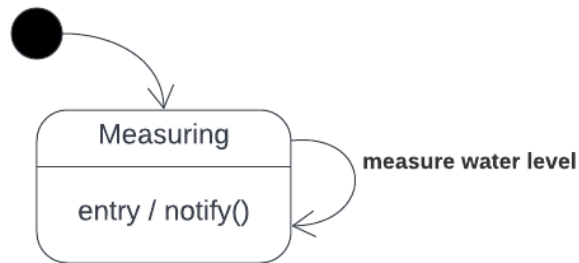 Measuring
measure water level
entry / notify()